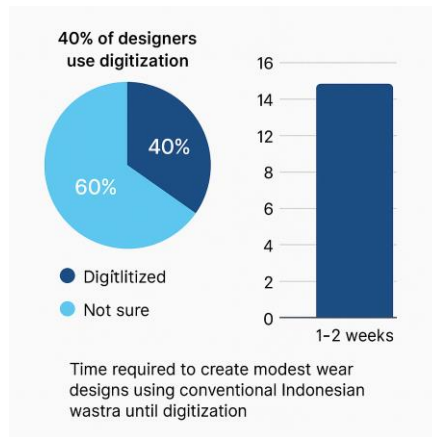 40% of designers
use digitization
40%
60%
Digítlitized
Not sure
16
14
12
8
6
4
2
0
1-2 weeks
Time required to create modest wear
designs using conventional Indonesian
wastra until digitization